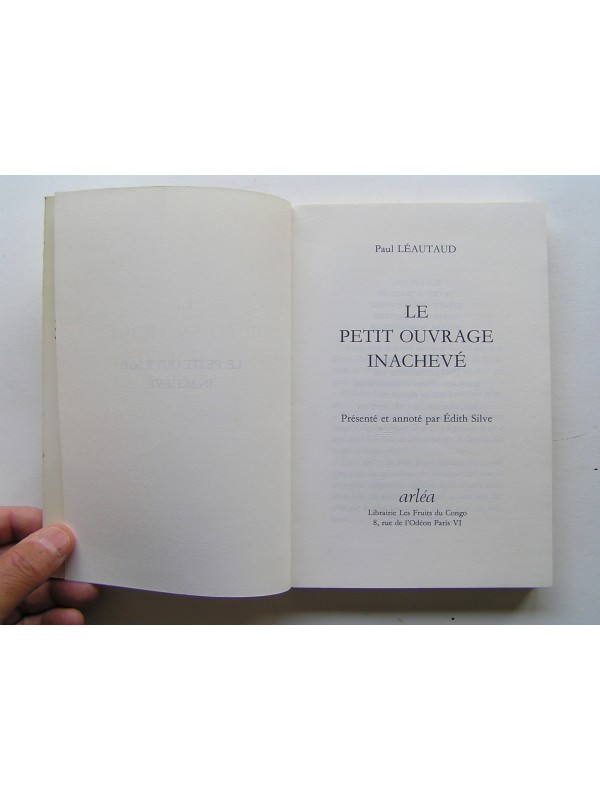 Paul LÉAUTAUD
LE
PETIT OUVRAGE
INACHEVÉ
Présenté et annoté par Édith Silve
arléa
Librairie Les Fruits du Congo
8, rue de l'Odéon Paris VI